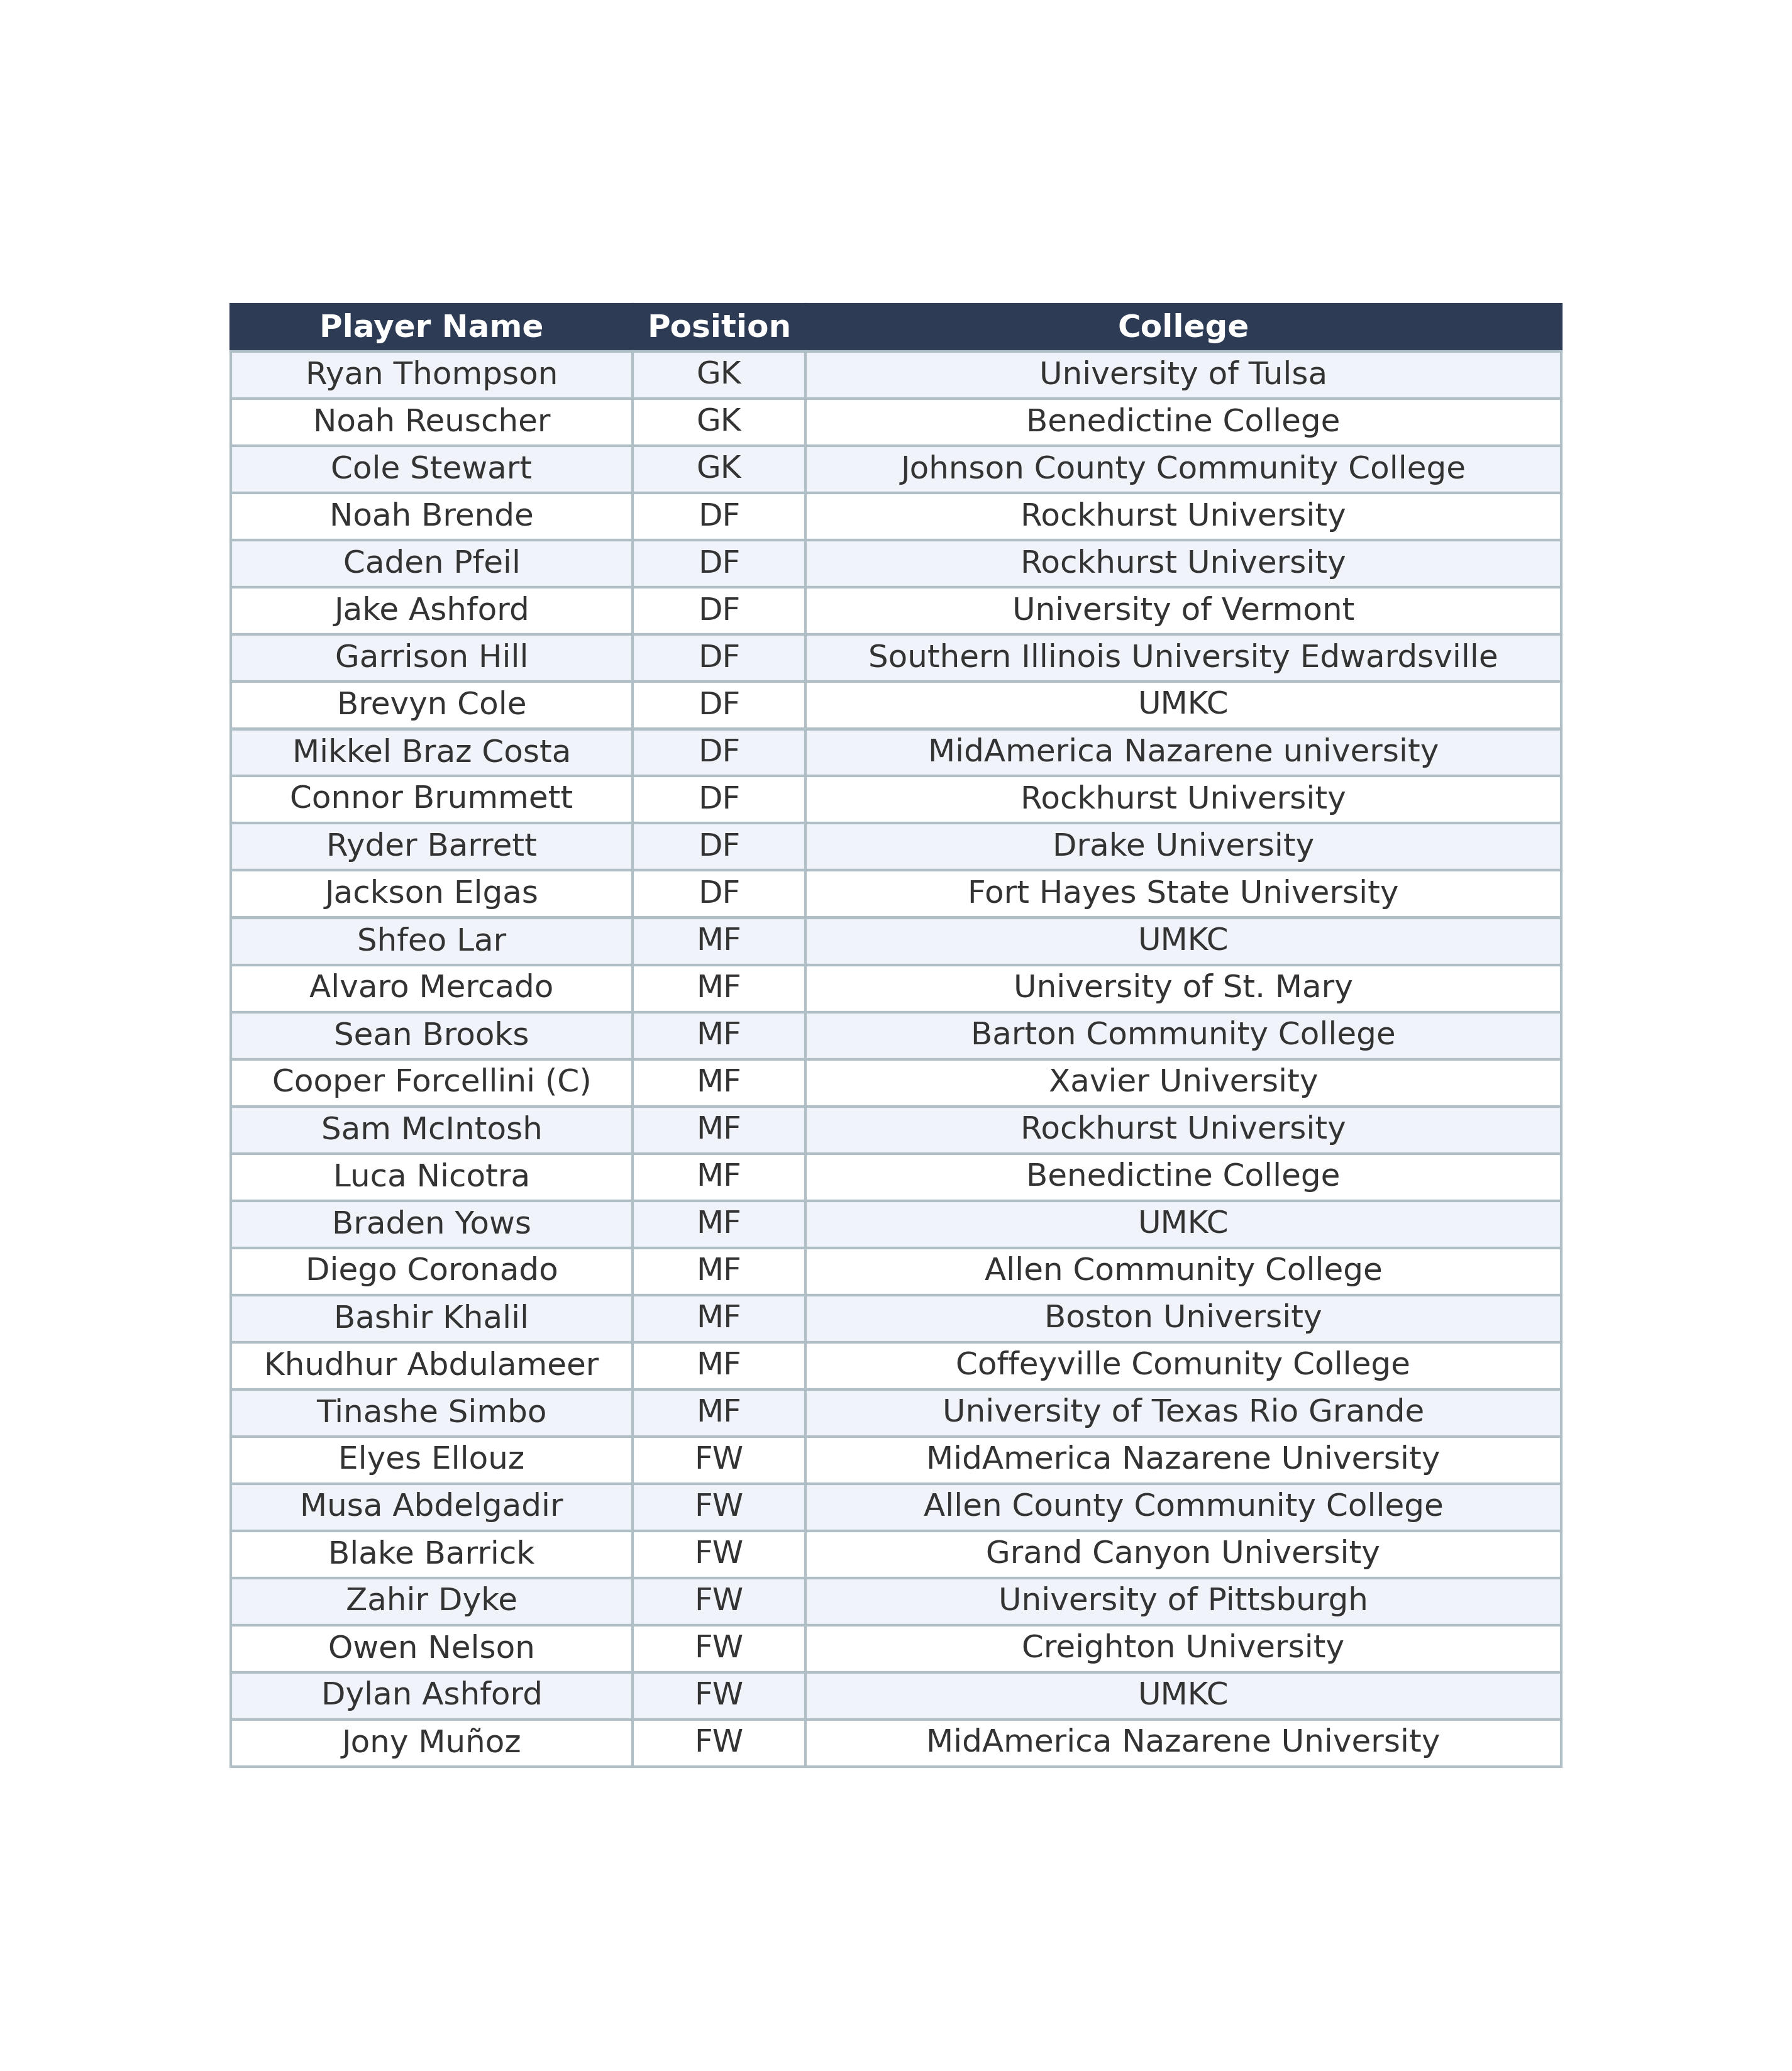 Player Name Position College
Ryan Thompson GK University of Tulsa
Noah Reuscher GK Benedictine College
Cole Stewart GK Johnson County Community College
Noah Brende DF Rockhurst University
Caden Pfeil DF Rockhurst University
Jake Ashford DF University of Vermont
Garrison Hill DF Southern Illinois University Edwardsville
Brevyn Cole DF UMKC
Mikkel Braz Costa DF MidAmerica Nazarene university
Connor Brummett DF Rockhurst University
Ryder Barrett DF Drake University
Jackson Elgas DF Fort Hayes State University
Shfeo Lar MF UMKC
Alvaro Mercado MF University of St. Mary
Sean Brooks MF Barton Community College
Cooper Forcellini (C) MF Xavier University
Sam McIntosh MF Rockhurst University
Luca Nicotra MF Benedictine College
Braden Yows MF UMKC
Diego Coronado MF Allen Community College
Bashir Khalil MF Boston University
Khudhur Abdulameer MF Coffeyville Comunity College
Tinashe Simbo MF University of Texas Rio Grande
Elyes Ellouz FW MidAmerica Nazarene University
Musa Abdelgadir FW Allen County Community College
Blake Barrick FW Grand Canyon University
Zahir Dyke FW University of Pittsburgh
Owen Nelson FW Creighton University
Dylan Ashford FW UMKC
Jony Muñoz FW MidAmerica Nazarene University